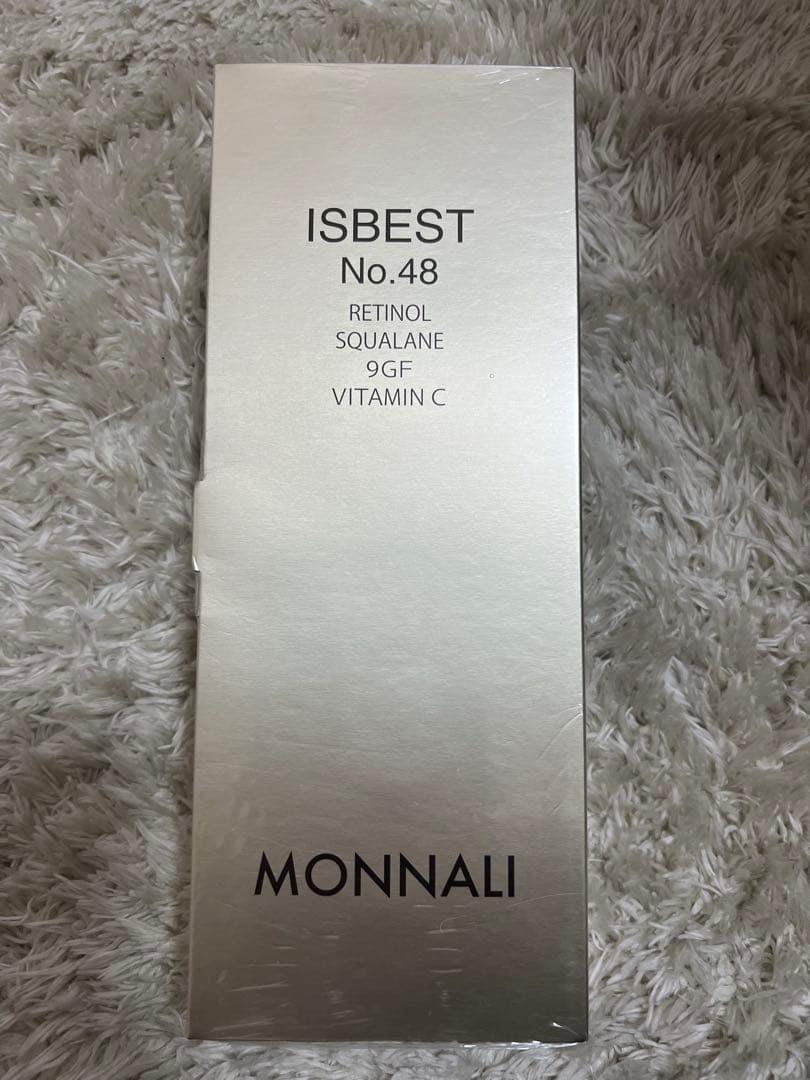 ISBEST
No.48
RETINOL
SQUALANE
9GF
VITAMIN C
MONNALI